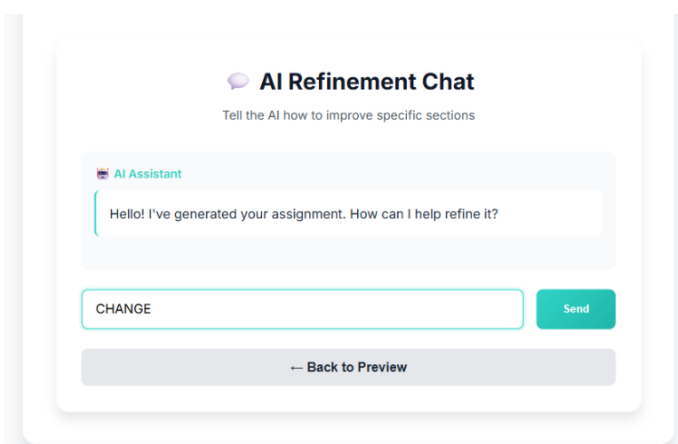 AI Refinement Chat
Tell the AI how to improve specific sections
AI Assistant
Hello! I've generated your assignment. How can I help refine it?
CHANGE
Send
← Back to Preview